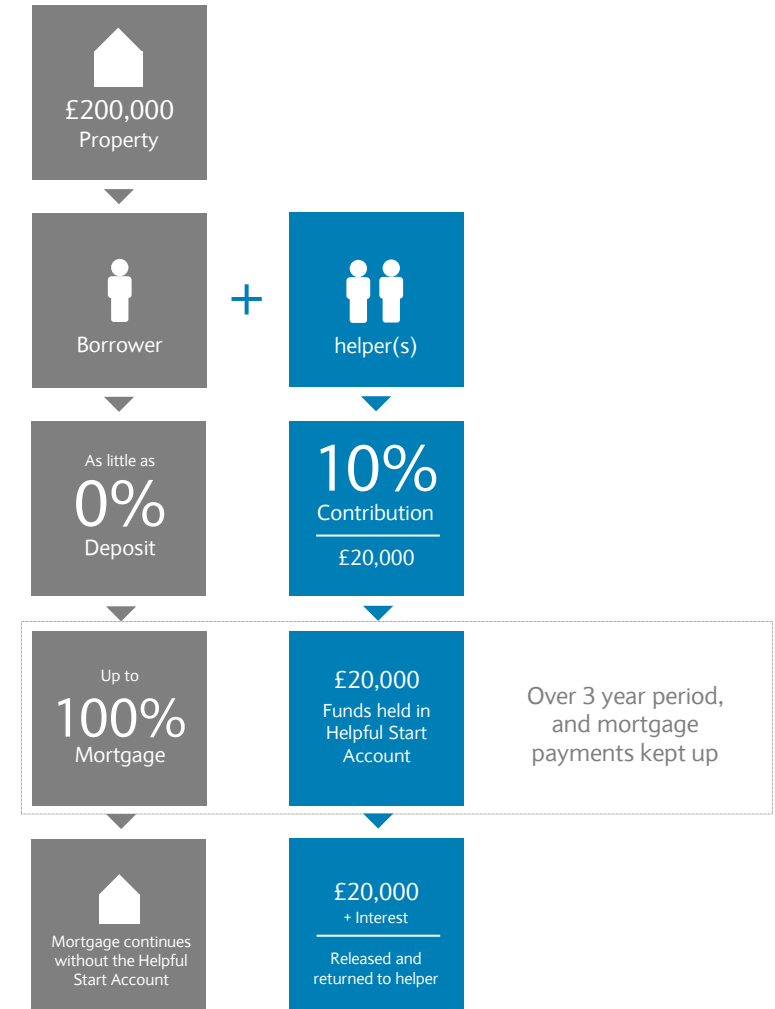 £200,000
Property
Borrower
+
helper(s)
As little as
0%
Deposit
10%
Contribution
£20,000
Up to
100%
Mortgage
£20,000
Funds held in
Helpful Start
Account
Over 3 year period,
and mortgage
payments kept up
Mortgage continues
without the Helpful
Start Account
£20,000
+ Interest
Released and
returned to helper